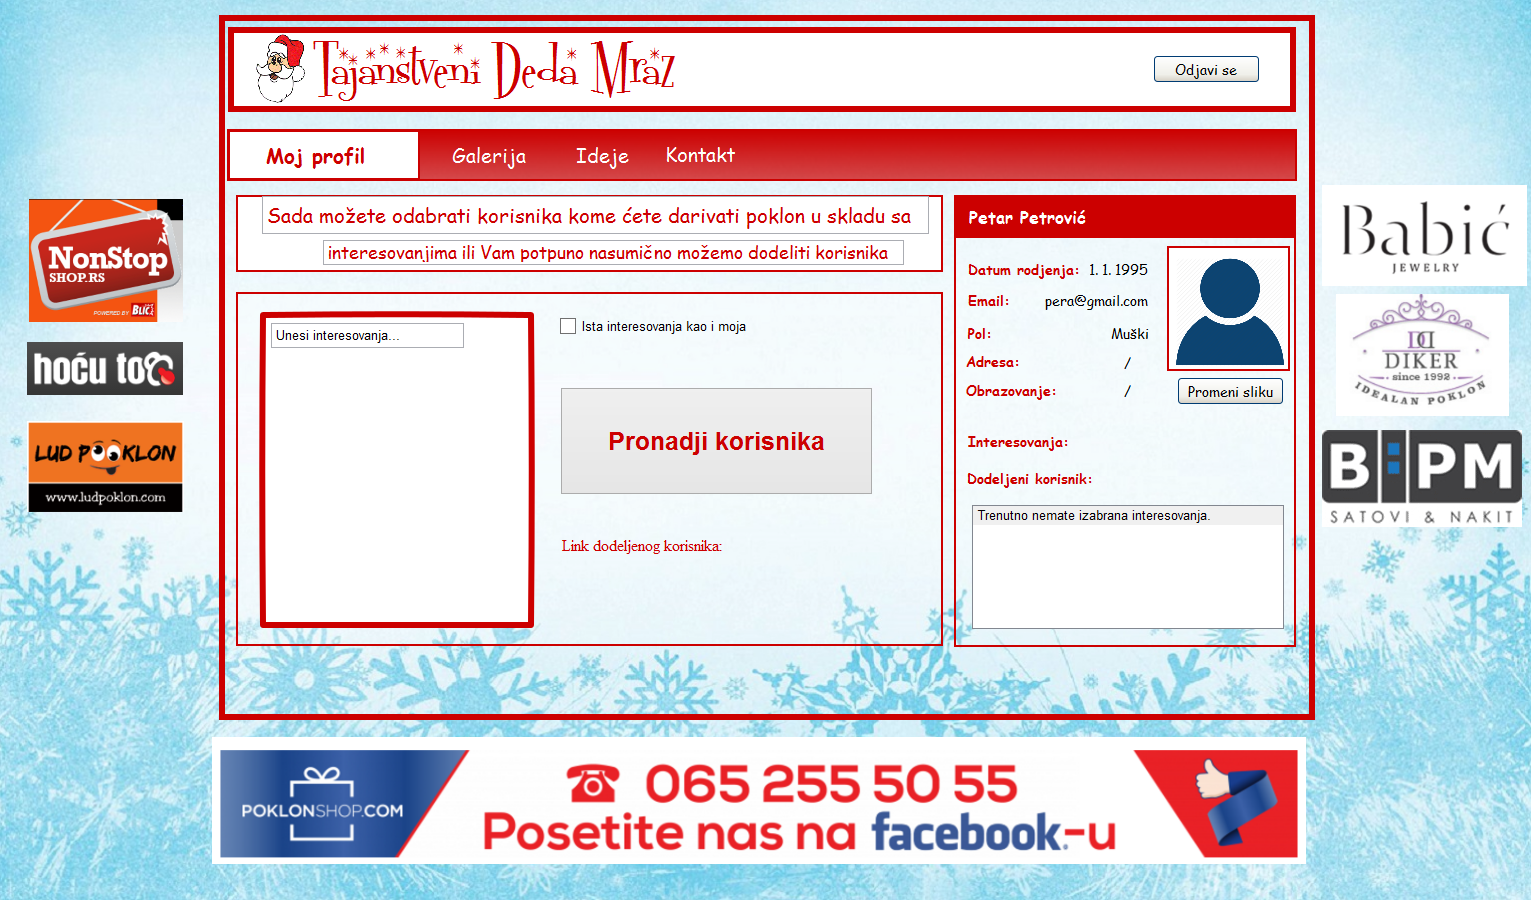 Tajanstveni Deda Mraz
Odjavi se
Moj profil
Galerija
Ideje
Kontakt
Sada možete odabrati korisnika kome ćete darivati poklon u skladu sa
interesovanjima ili Vam potpuno nasumično možemo dodeliti korisnika
Unesi interesovanja...
Ista interesovanja kao i moja
Pronadji korisnika
Link dodeljenog korisnika:
Petar Petrović
Datum rodjenja: 1. 1. 1995
Email: pera@gmail.com
Pol: Muški
Adresa: /
Obrazovanje: /
Promeni sliku
Interesovanja:
Dodeljeni korisnik:
Trenutno nemate izabrana interesovanja.
NonStop
SHOP.RS
POWERED BY BLIC
hoću to
LUD POOKLON
www.ludpoklon.com
Babić
JEWELRY
DD
DIKER
since 1992
IDEALAN POKLON
B:PM
SATOVI & NAKIT
POKLONSHOP.COM
065 255 50 55
Posetite nas na facebook-u